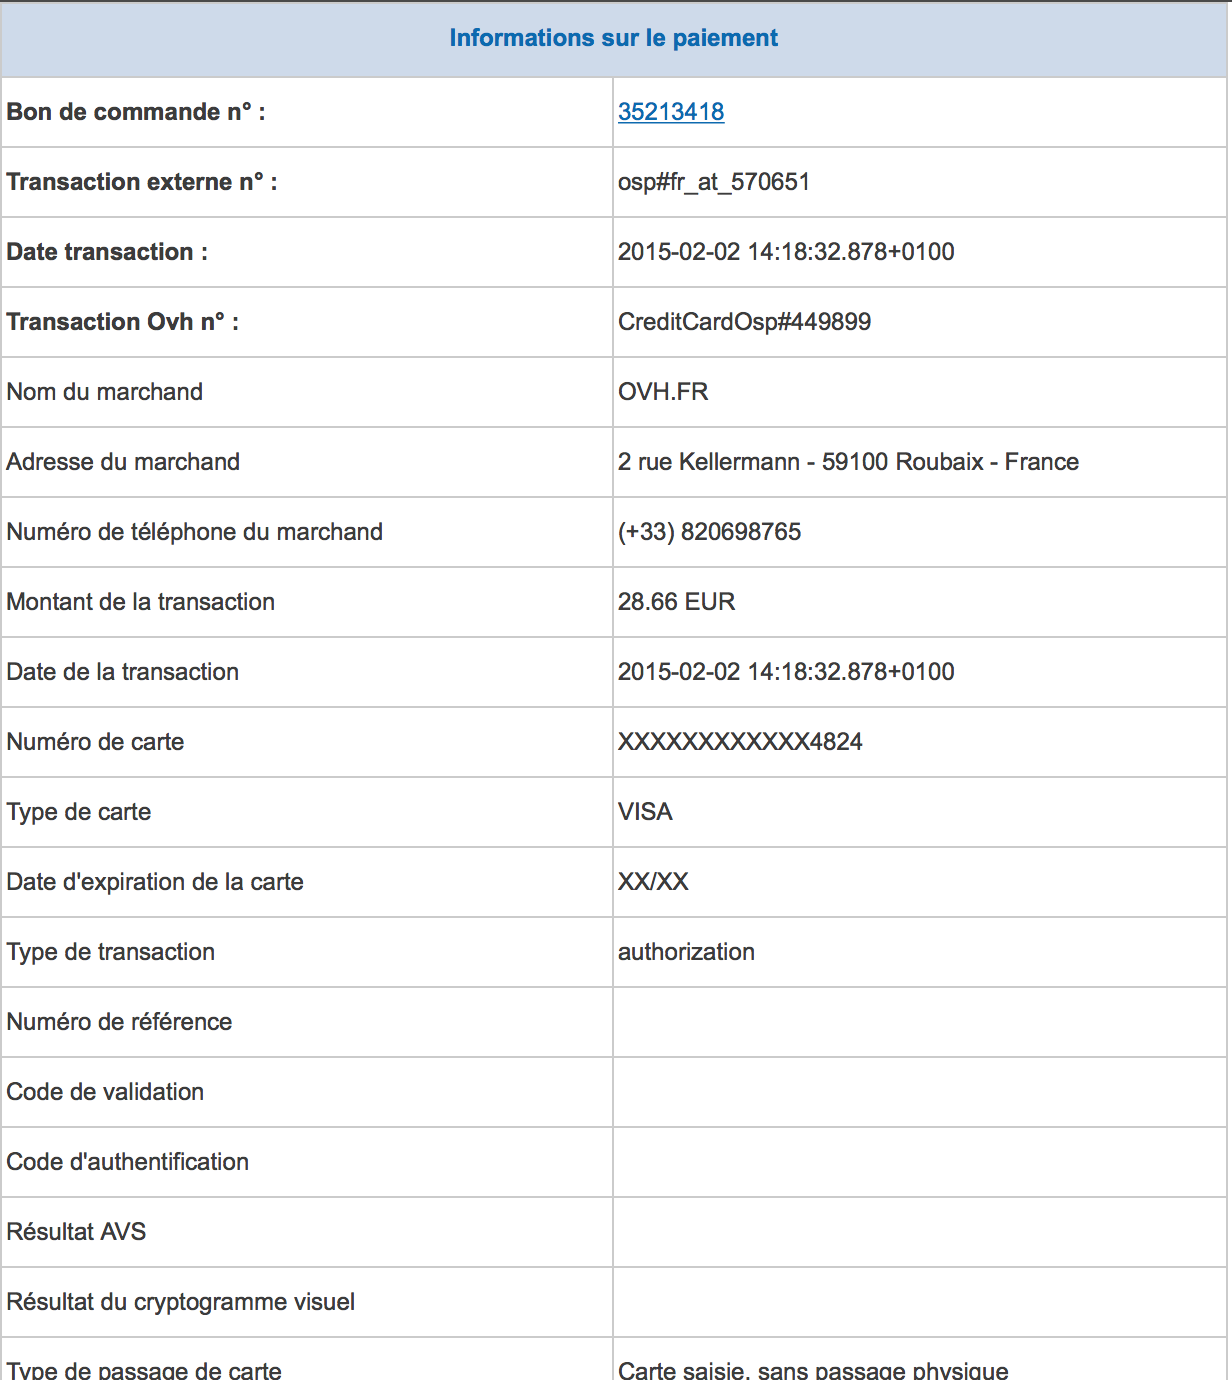 Informations sur le paiement
Bon de commande n° : 35213418
Transaction externe n° : osp#fr_at_570651
Date transaction : 2015-02-02 14:18:32.878+0100
Transaction Ovh n° : CreditCardOsp#449899
Nom du marchand OVH.FR
Adresse du marchand 2 rue Kellermann - 59100 Roubaix - France
Numéro de téléphone du marchand (+33) 820698765
Montant de la transaction 28.66 EUR
Date de la transaction 2015-02-02 14:18:32.878+0100
Numéro de carte XXXXXXXXXXXX4824
Type de carte VISA
Date d'expiration de la carte XX/XX
Type de transaction authorization
Numéro de référence
Code de validation
Code d'authentification
Résultat AVS
Résultat du cryptogramme visuel
Type de passage de carte Carte saisie, sans passage physique